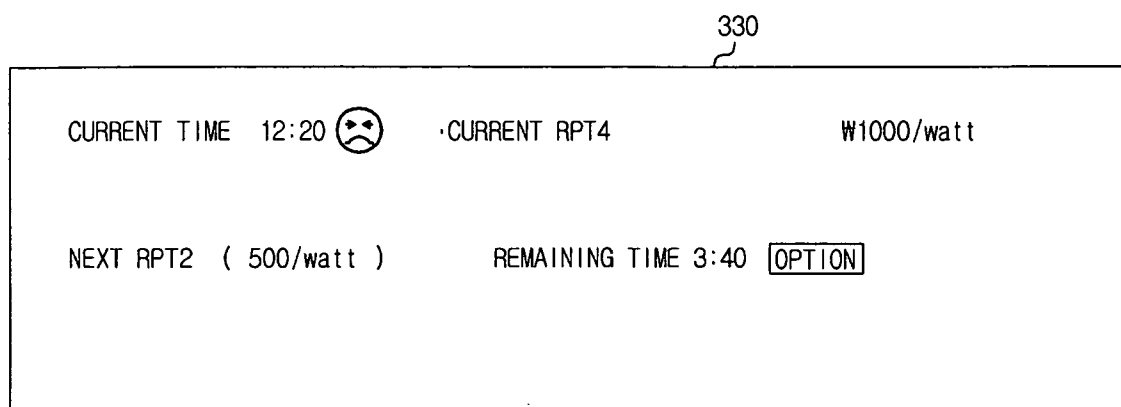 330
CURRENT TIME 12:20 ·CURRENT RPT4 ₩1000/watt
NEXT RPT2 ( 500/watt ) REMAINING TIME 3:40 OPTION